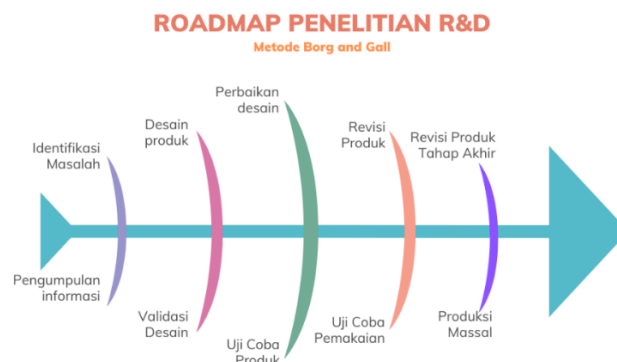 ROADMAP PENELITIAN R&D
Metode Borg and Gall
Identifikasi
Masalah
Pengumpulan
informasi
Desain
produk
Validasi
Desain
Perbaikan
desain
Uji Coba
Produk
Revisi
Produk
Uji Coba
Pemakaian
Revisi Produk
Tahap Akhir
Produksi
Massal